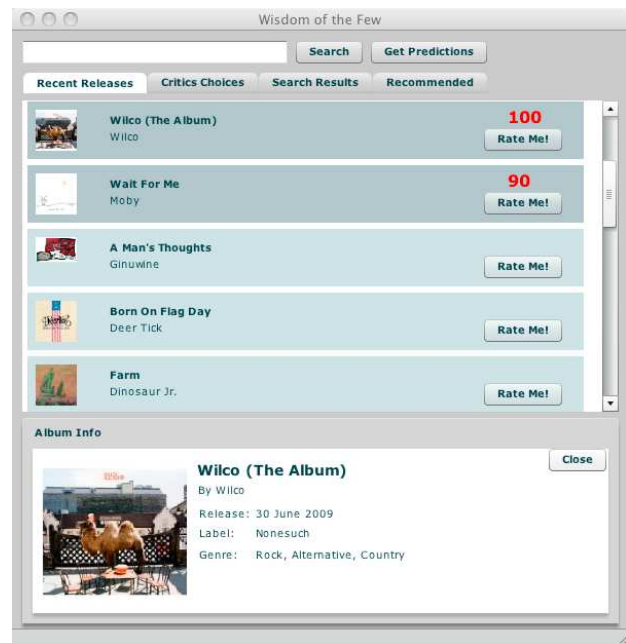 Wisdom of the Few
Search
Get Predictions
Recent Releases
Critics Choices
Search Results
Recommended
Wilco (The Album)
Wilco
100
Rate Me!
Wait For Me
Moby
90
Rate Me!
A Man's Thoughts
Ginuwine
Rate Me!
Born On Flag Day
Deer Tick
Rate Me!
Farm
Dinosaur Jr.
Rate Me!
Album Info
Close
Wilco (The Album)
By Wilco
Release: 30 June 2009
Label: Nonesuch
Genre: Rock, Alternative, Country